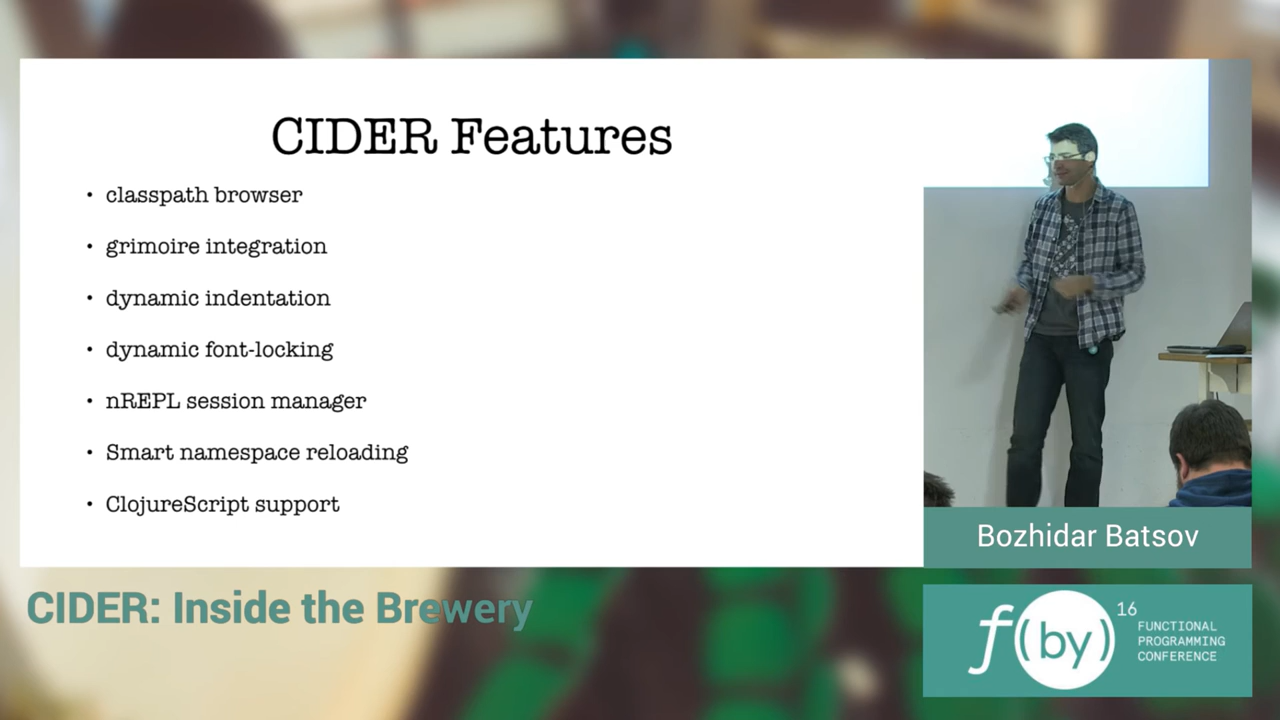 CIDER Features
• classpath browser
• grimoire integration
• dynamic indentation
• dynamic font-locking
• nREPL session manager
• Smart namespace reloading
• ClojureScript support
Bozhidar Batsov
CIDER: Inside the Brewery
f(by) 16
FUNCTIONAL
PROGRAMMING
CONFERENCE